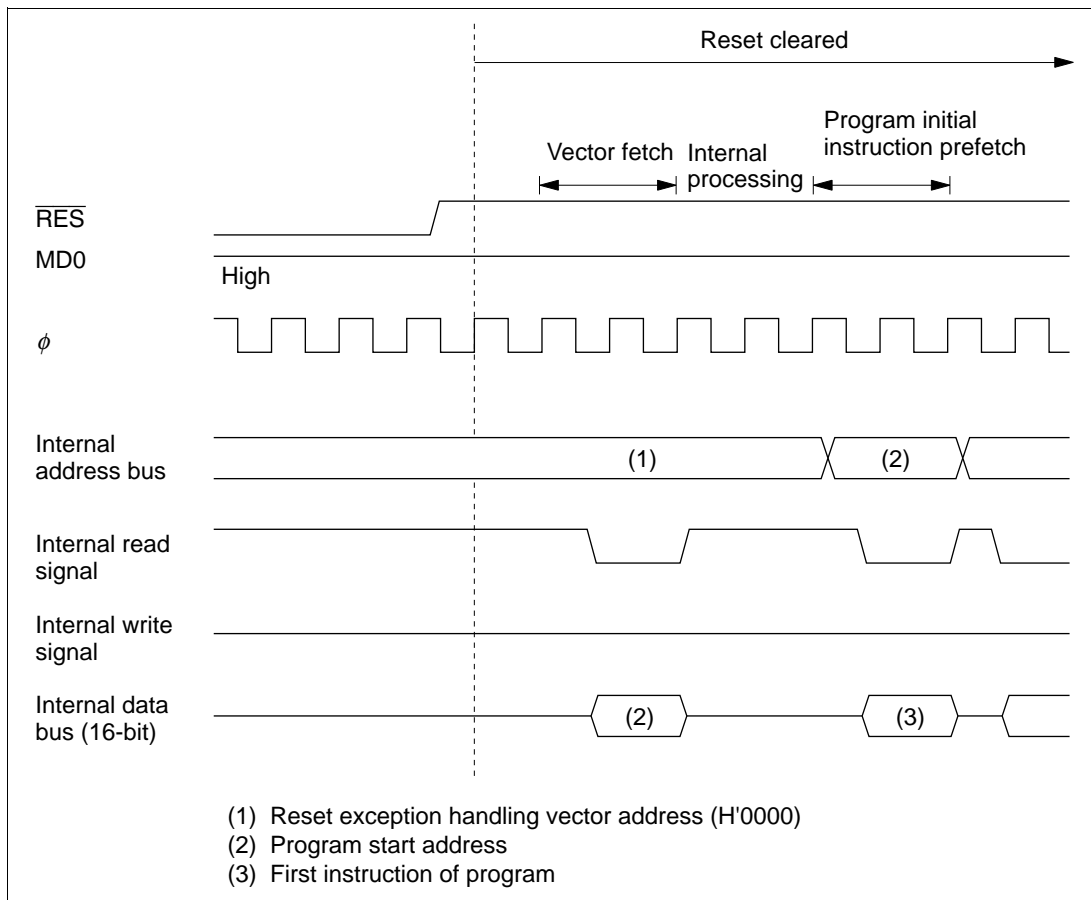 Reset cleared
Program initial
instruction prefetch
Vector fetch
Internal
processing
RES
MD0
High
ϕ
Internal
address bus
(1)
(2)
Internal read
signal
Internal write
signal
Internal data
bus (16-bit)
(2)
(3)
(1) Reset exception handling vector address (H'0000)
(2) Program start address
(3) First instruction of program